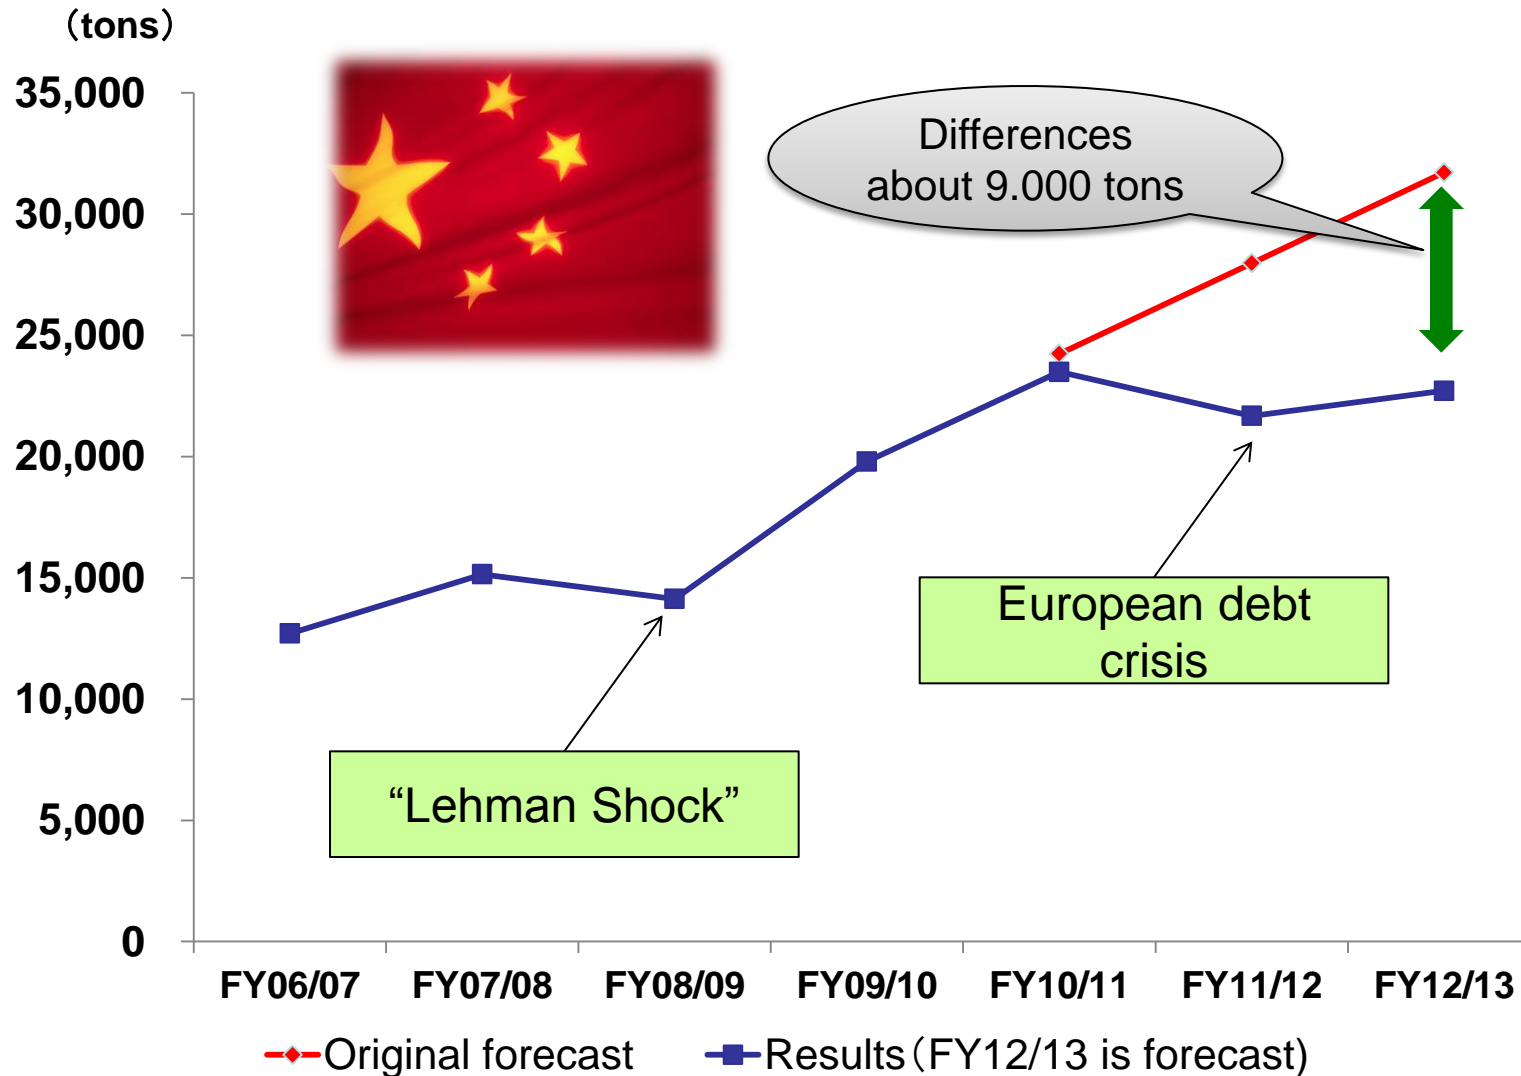 （tons）
35,000
30,000
25,000
20,000
15,000
10,000
5,000
0
Differences
about 9.000 tons
European debt
crisis
“Lehman Shock”
FY06/07 FY07/08 FY08/09 FY09/10 FY10/11 FY11/12 FY12/13
Original forecast Results（FY12/13 is forecast)